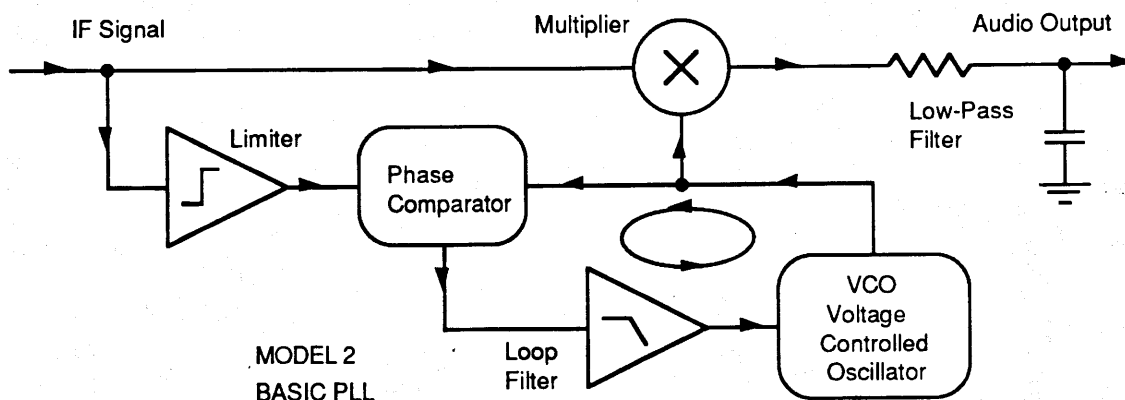 IF Signal
Multiplier
Audio Output
Limiter
Low-Pass
Filter
Phase
Comparator
VCO
Voltage
Controlled
Oscillator
Loop
Filter
MODEL 2
BASIC PLL